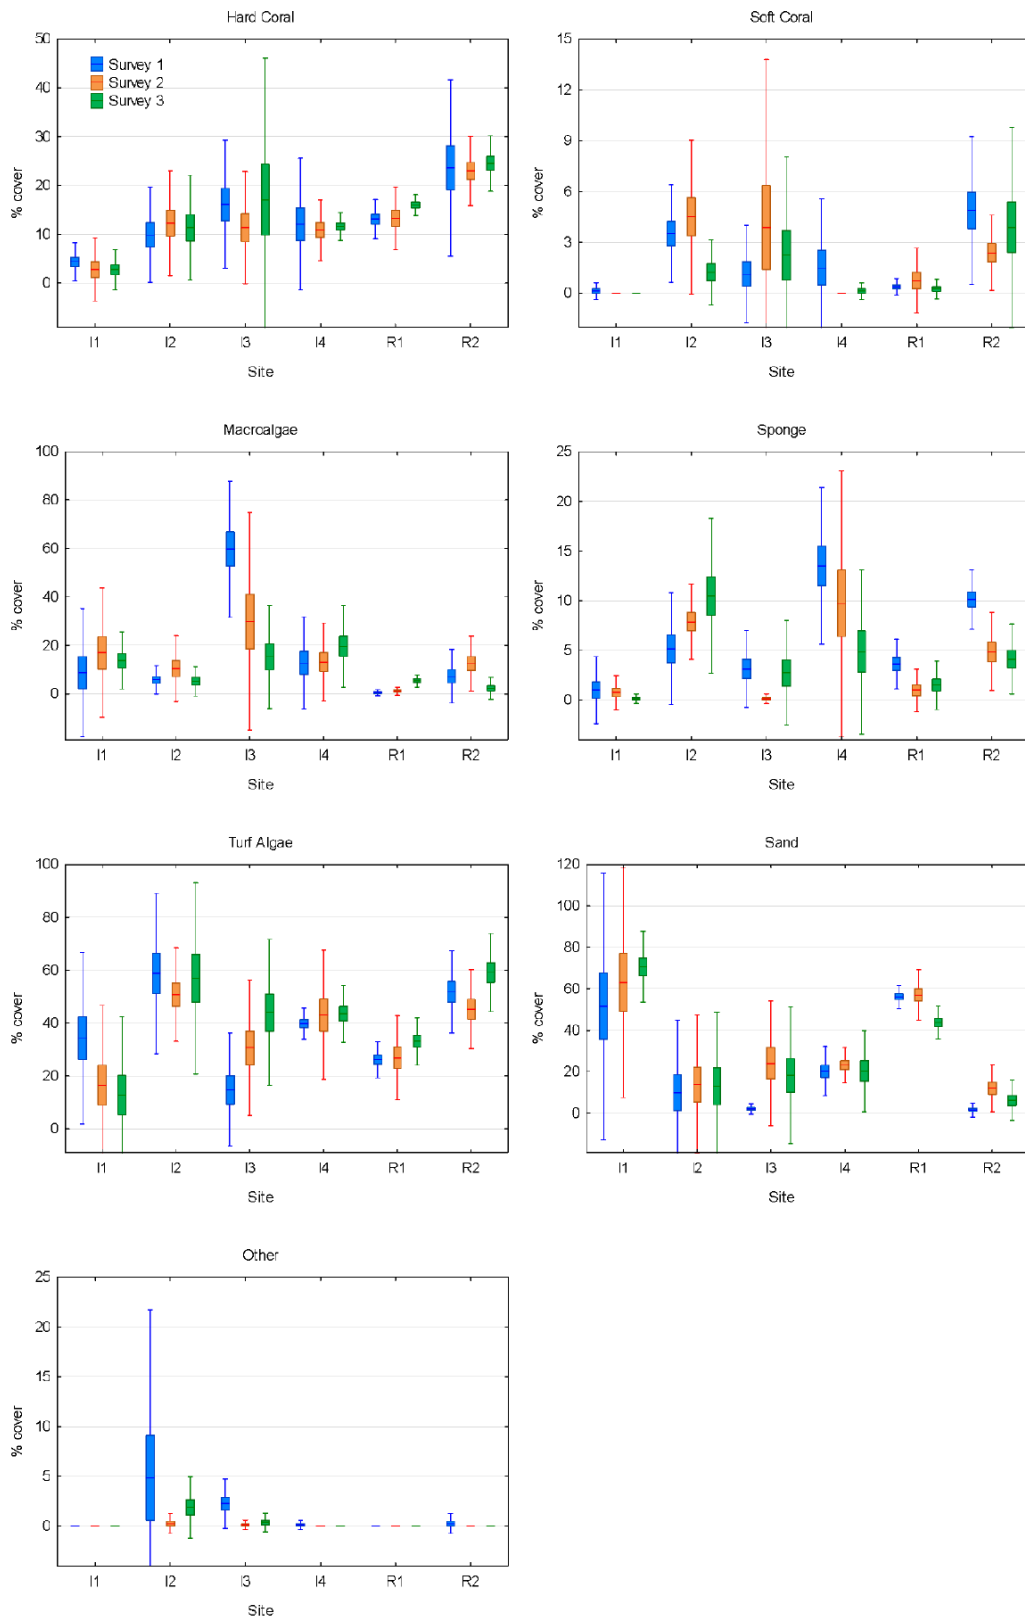 Hard Coral
Soft Coral
50
40
30
20
10
0
% cover
Survey 1
Survey 2
Survey 3
I1 I2 I3 I4 R1 R2
Site
15
12
9
6
3
0
% cover
I1 I2 I3 I4 R1 R2
Site
Macroalgae
Sponge
100
80
60
40
20
0
% cover
I1 I2 I3 I4 R1 R2
Site
25
20
15
10
5
0
% cover
I1 I2 I3 I4 R1 R2
Site
Turf Algae
Sand
100
80
60
40
20
0
% cover
I1 I2 I3 I4 R1 R2
Site
120
100
80
60
40
20
0
% cover
I1 I2 I3 I4 R1 R2
Site
Other
25
20
15
10
5
0
% cover
I1 I2 I3 I4 R1 R2
Site